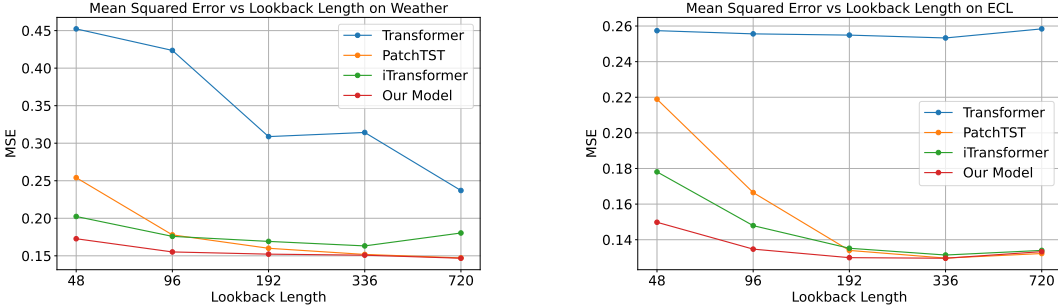 Mean Squared Error vs Lookback Length on Weather
0.45
0.40
0.35
0.30
0.25
0.20
0.15
MSE
Transformer
PatchTST
iTransformer
Our Model
48 96 192 336 720
Lookback Length
Mean Squared Error vs Lookback Length on ECL
0.26
0.24
0.22
0.20
0.18
0.16
0.14
MSE
Transformer
PatchTST
iTransformer
Our Model
48 96 192 336 720
Lookback Length